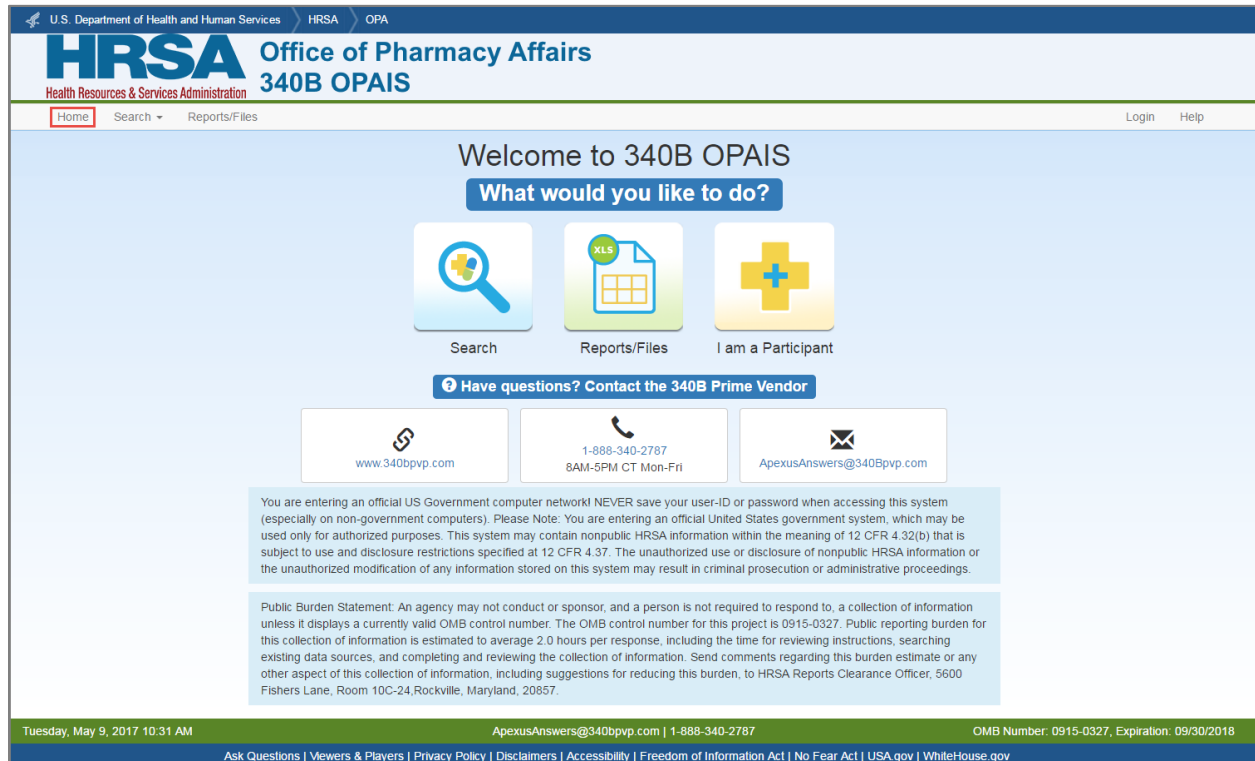 U.S. Department of Health and Human Services HRSA OPA
HRSA
Health Resources & Services Administration
Office of Pharmacy Affairs
340B OPAIS
Home Search Reports/Files Login Help
Welcome to 340B OPAIS
What would you like to do?
XLS
Search Reports/Files I am a Participant
? Have questions? Contact the 340B Prime Vendor
www.340bpvp.com
1-888-340-2787
8AM-5PM CT Mon-Fri
ApexusAnswers@340Bpvp.com
You are entering an official US Government computer network! NEVER save your user-ID or password when accessing this system
(especially on non-government computers). Please Note: You are entering an official United States government system, which may be
used only for authorized purposes. This system may contain nonpublic HRSA information within the meaning of 12 CFR 4.32(b) that is
subject to use and disclosure restrictions specified at 12 CFR 4.37. The unauthorized use or disclosure of nonpublic HRSA information or
the unauthorized modification of any information stored on this system may result in criminal prosecution or administrative proceedings.
Public Burden Statement: An agency may not conduct or sponsor, and a person is not required to respond to, a collection of information
unless it displays a currently valid OMB control number. The OMB control number for this project is 0915-0327. Public reporting burden for
this collection of information is estimated to average 2.0 hours per response, including the time for reviewing instructions, searching
existing data sources, and completing and reviewing the collection of information. Send comments regarding this burden estimate or any
other aspect of this collection of information, including suggestions for reducing this burden, to HRSA Reports Clearance Officer, 5600
Fishers Lane, Room 10C-24,Rockville, Maryland, 20857.
Tuesday, May 9, 2017 10:31 AM ApexusAnswers@340bpvp.com | 1-888-340-2787 OMB Number: 0915-0327, Expiration: 09/30/2018
Ask Questions | Viewers & Players | Privacy Policy | Disclaimers | Accessibility | Freedom of Information Act | No Fear Act | USA.gov | WhiteHouse.gov